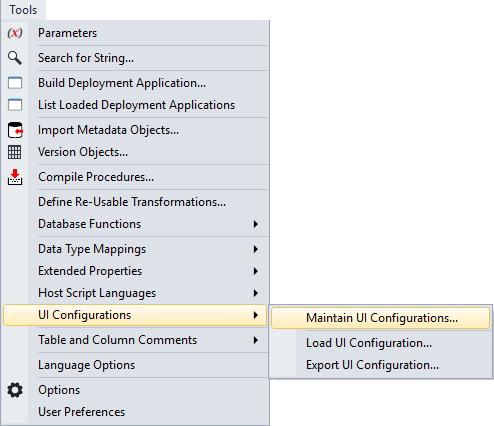 Tools
(x) Parameters
Search for String...
Build Deployment Application...
List Loaded Deployment Applications
Import Metadata Objects...
Version Objects...
Compile Procedures...
Define Re-Usable Transformations...
Database Functions
Data Type Mappings
Extended Properties
Host Script Languages
UI Configurations
Maintain UI Configurations...
Table and Column Comments
Load UI Configuration...
Language Options
Export UI Configuration...
Options
User Preferences